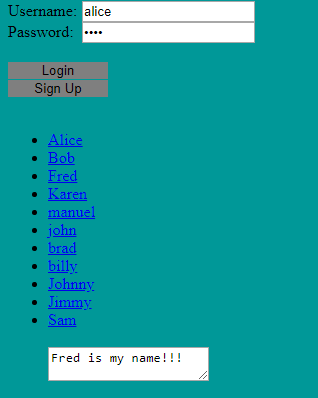 Username: alice
Password: ••••
Login
Sign Up
Alice
Bob
Fred
Karen
manuel
john
brad
billy
Johnny
Jimmy
Sam
Fred is my name!!!